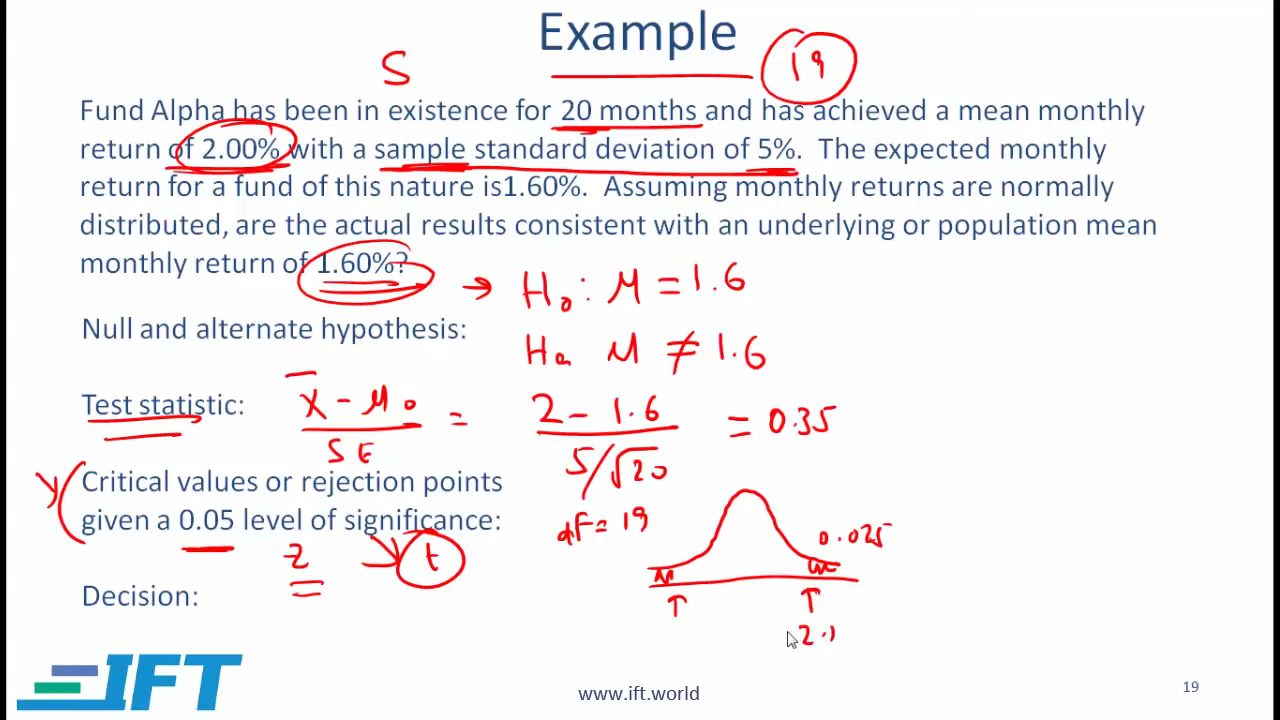 Example
S
19
Fund Alpha has been in existence for 20 months and has achieved a mean monthly
return of 2.00% with a sample standard deviation of 5%. The expected monthly
return for a fund of this nature is1.60%. Assuming monthly returns are normally
distributed, are the actual results consistent with an underlying or population mean
monthly return of 1.60%?
→ H₀: μ = 1.6
Null and alternate hypothesis:
Hₐ μ ≠ 1.6
Test statistic: x̄ - μ₀ / SE = 2 - 1.6 / 5/√20 = 0.35
Critical values or rejection points
given a 0.05 level of significance:
dF = 19
0.025
z t
Decision:
2.1
IFT
www.ift.world
19